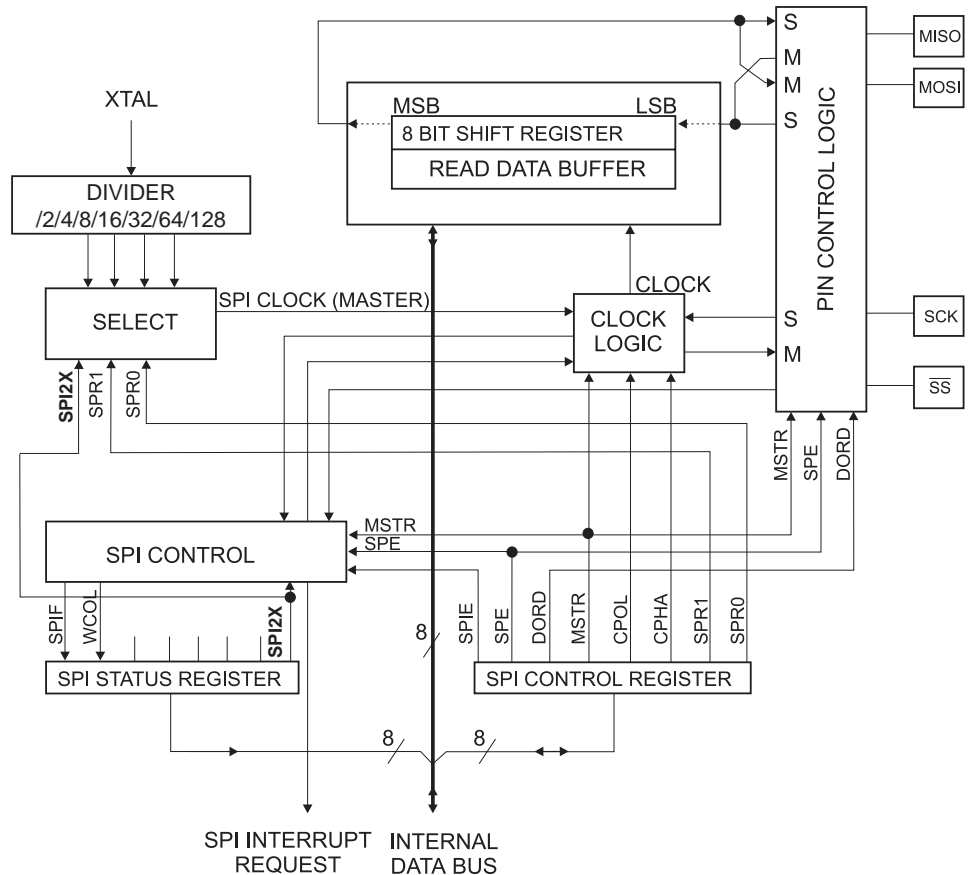 S
MISO
M
M
MOSI
XTAL
MSB
LSB
S
8 BIT SHIFT REGISTER
READ DATA BUFFER
PIN CONTROL LOGIC
DIVIDER
/2/4/8/16/32/64/128
SPI CLOCK (MASTER)
CLOCK
SELECT
CLOCK
LOGIC
S
SCK
M
SPI2X
SPR1
SPR0
SS
MSTR
SPE
DORD
MSTR
SPE
SPI CONTROL
SPIF
WCOL
SPI2X
8
SPIE
SPE
DORD
MSTR
CPOL
CPHA
SPR1
SPR0
SPI STATUS REGISTER
SPI CONTROL REGISTER
8
8
SPI INTERRUPT
REQUEST
INTERNAL
DATA BUS